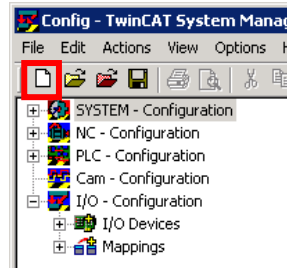 Config - TwinCAT System Mana
File Edit Actions View Options
SYSTEM - Configuration
NC - Configuration
PLC - Configuration
Cam - Configuration
I/O - Configuration
I/O Devices
Mappings